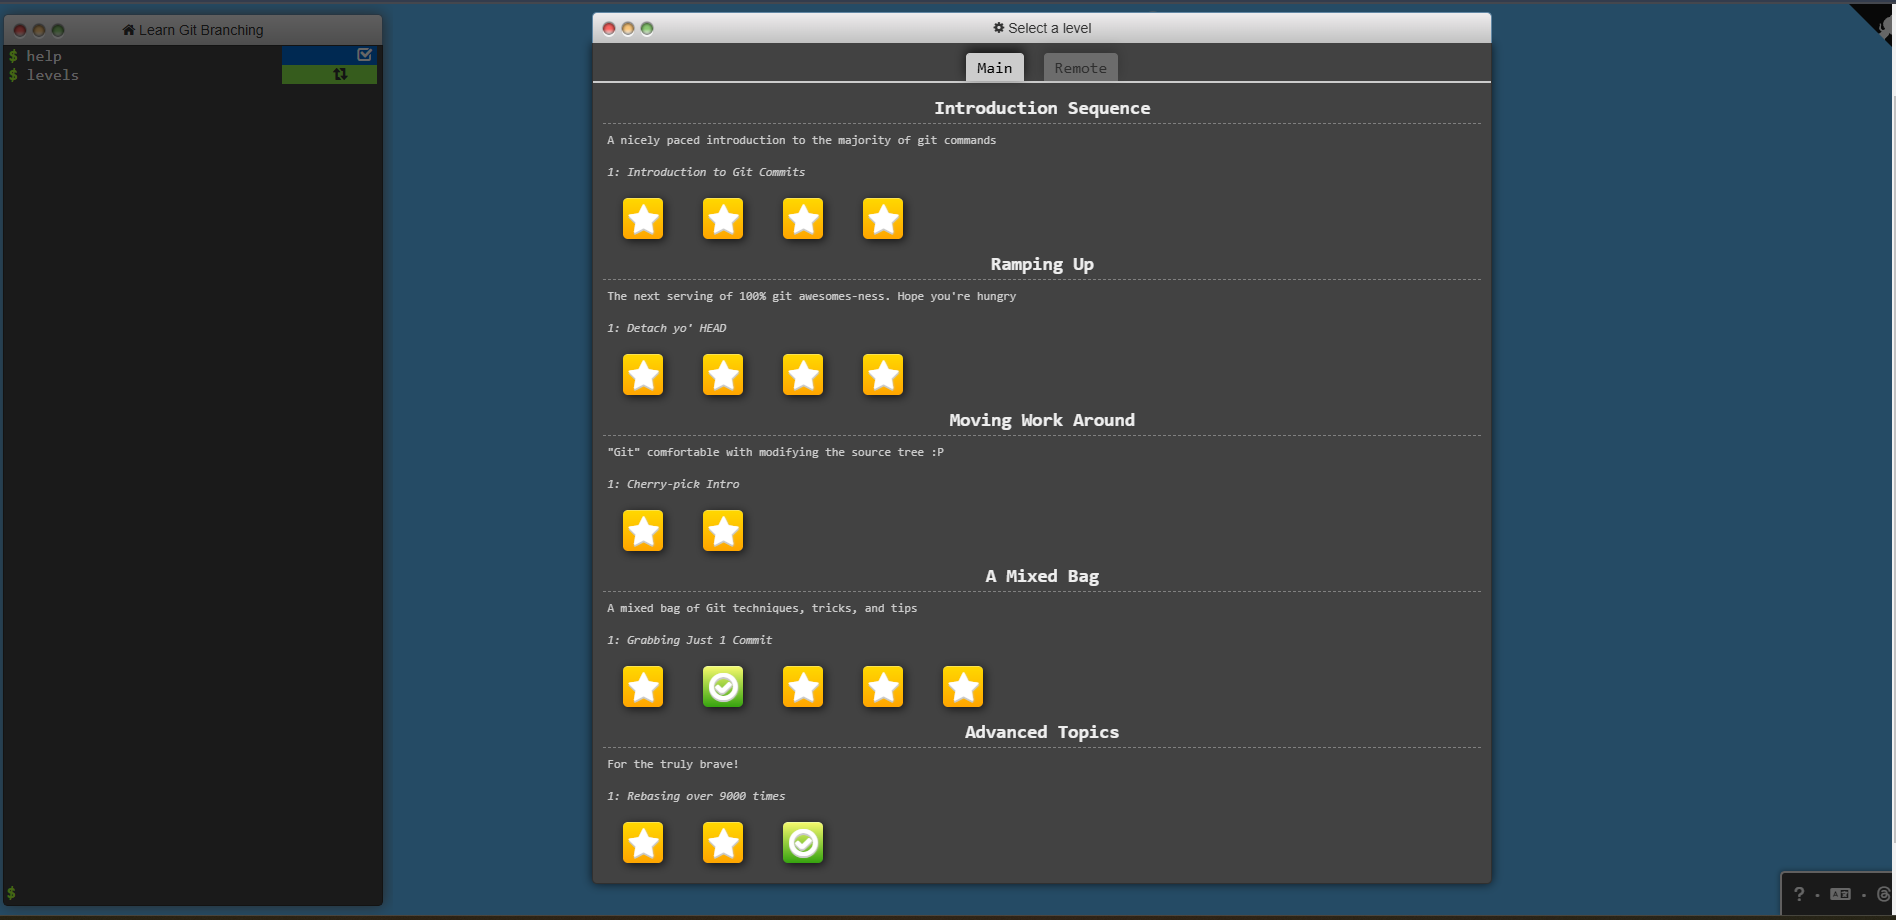 Learn Git Branching
$ help
$ levels
$
Select a level
Main Remote
Introduction Sequence
A nicely paced introduction to the majority of git commands
1: Introduction to Git Commits
Ramping Up
The next serving of 100% git awesomes-ness. Hope you're hungry
1: Detach yo' HEAD
Moving Work Around
"Git" comfortable with modifying the source tree :P
1: Cherry-pick Intro
A Mixed Bag
A mixed bag of Git techniques, tricks, and tips
1: Grabbing Just 1 Commit
Advanced Topics
For the truly brave!
1: Rebasing over 9000 times
? · ·